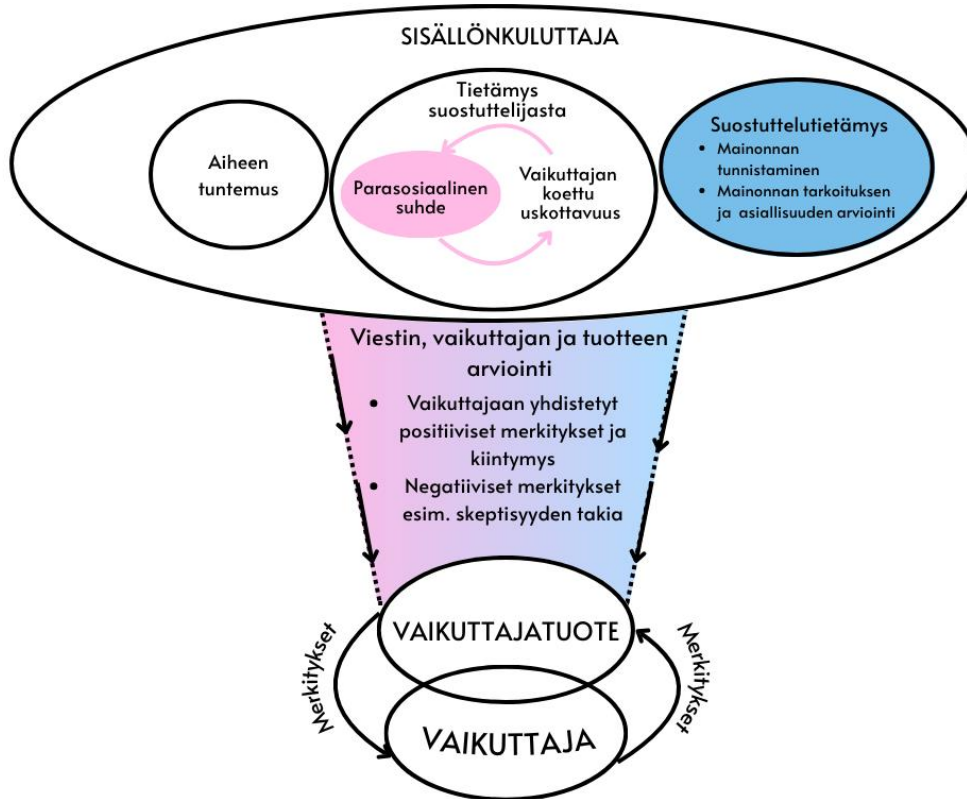 SISÄLLÖNKULUTTAJA
Aiheen
tuntemus
Tietämys
suostuttelijasta
Parasosiaalinen
suhde
Vaikuttajan
koettu
uskottavuus
Suostuttelutietämys
• Mainonnan
tunnistaminen
• Mainonnan tarkoituksen
ja asiallisuuden arviointi
Viestin, vaikuttajan ja tuotteen
arviointi
• Vaikuttajaan yhdistetyt
positiiviset merkitykset ja
kiintymys
• Negatiiviset merkitykset
esim. skeptisyyden takia
Merkitykset
VAIKUTTAJATUOTE
Merkitykset
VAIKUTTAJA